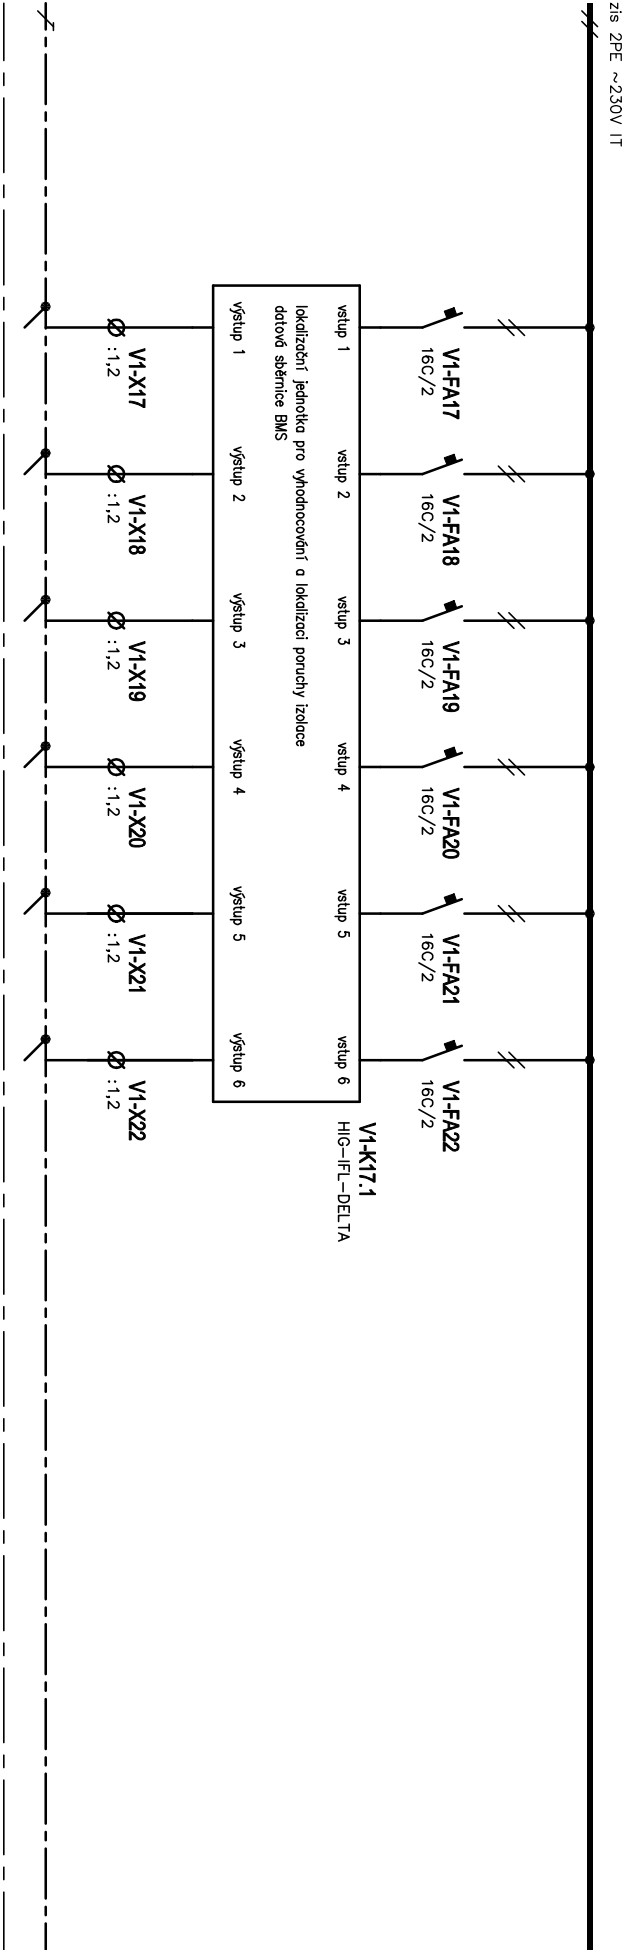 zis 2PE ~230V IT
V1-FA17
16C/2
V1-FA18
16C/2
V1-FA19
16C/2
V1-FA20
16C/2
V1-FA21
16C/2
V1-FA22
16C/2
V1-K17.1
HIG-IFL-DELTA
vstup 1
vstup 2
vstup 3
vstup 4
vstup 5
vstup 6
lokalizační jednotka pro vyhodnocování a lokalizaci poruchy izolace
datová sběrnice BMS
výstup 1
výstup 2
výstup 3
výstup 4
výstup 5
výstup 6
V1-X17
:1,2
V1-X18
:1,2
V1-X19
:1,2
V1-X20
:1,2
V1-X21
:1,2
V1-X22
:1,2